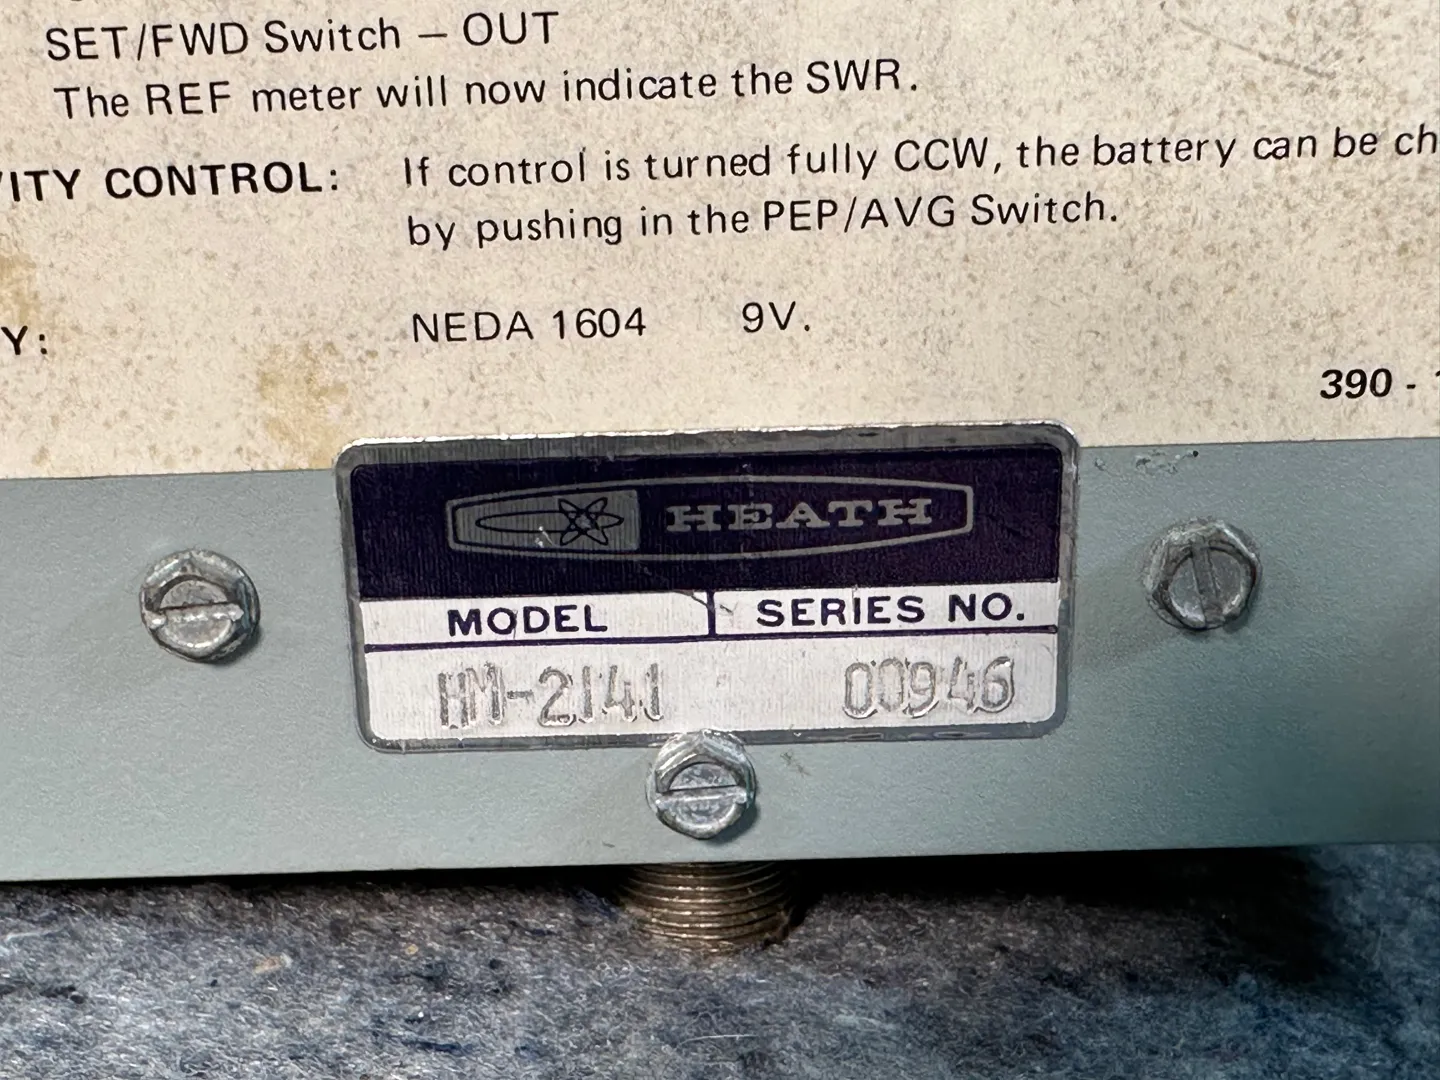 SET/FWD Switch — OUT
The REF meter will now indicate the SWR.
ITY CONTROL: If control is turned fully CCW, the battery can be ch
by pushing in the PEP/AVG Switch.
Y: NEDA 1604 9V.
390 -
HEATH
MODEL SERIES NO.
HM-2141 00946